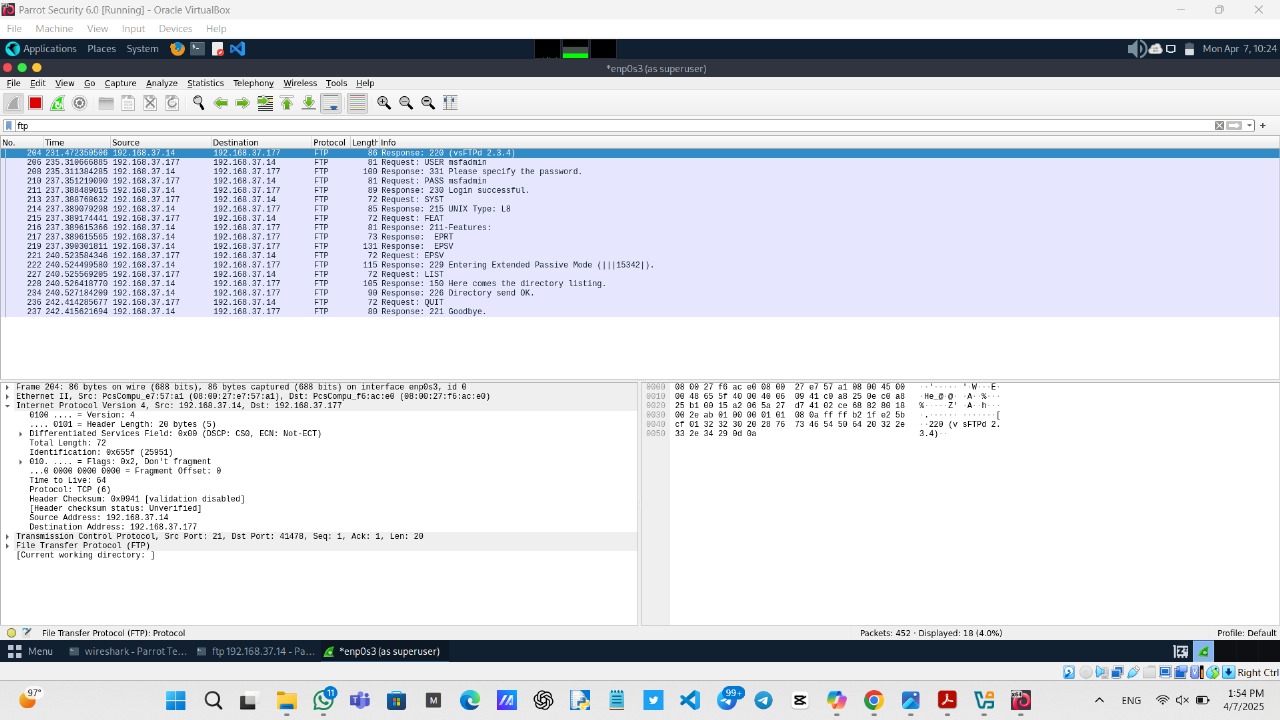 Parrot Security 6.0 [Running] - Oracle VirtualBox
File Machine View Input Devices Help
Applications Places System Mon Apr 7, 10:24
*enp0s3 (as superuser)
File Edit View Go Capture Analyze Statistics Telephony Wireless Tools Help
ftp
No. Time Source Destination Protocol Length Info
204 231.472359506 192.168.37.14 192.168.37.177 FTP 86 Response: 220 (vsFTPd 2.3.4)
206 235.310666885 192.168.37.177 192.168.37.14 FTP 81 Request: USER msfadmin
208 235.311384285 192.168.37.14 192.168.37.177 FTP 100 Response: 331 Please specify the password.
210 237.351219090 192.168.37.177 192.168.37.14 FTP 81 Request: PASS msfadmin
211 237.388489015 192.168.37.14 192.168.37.177 FTP 89 Response: 230 Login successful.
213 237.388760632 192.168.37.177 192.168.37.14 FTP 72 Request: SYST
214 237.389070298 192.168.37.14 192.168.37.177 FTP 85 Response: 215 UNIX Type: L8
215 237.389174441 192.168.37.177 192.168.37.14 FTP 72 Request: FEAT
216 237.389615366 192.168.37.14 192.168.37.177 FTP 81 Response: 211-Features:
217 237.389615565 192.168.37.14 192.168.37.177 FTP 73 Response: EPRT
219 237.390301811 192.168.37.14 192.168.37.177 FTP 131 Response: EPSV
221 240.523584346 192.168.37.177 192.168.37.14 FTP 72 Request: EPSV
222 240.524499580 192.168.37.14 192.168.37.177 FTP 115 Response: 229 Entering Extended Passive Mode (|||15342|).
227 240.525569205 192.168.37.177 192.168.37.14 FTP 72 Request: LIST
228 240.526418770 192.168.37.14 192.168.37.177 FTP 105 Response: 150 Here comes the directory listing.
234 240.527184209 192.168.37.14 192.168.37.177 FTP 90 Response: 226 Directory send OK.
236 242.414285677 192.168.37.177 192.168.37.14 FTP 72 Request: QUIT
237 242.415621694 192.168.37.14 192.168.37.177 FTP 80 Response: 221 Goodbye.
Frame 204: 86 bytes on wire (688 bits), 86 bytes captured (688 bits) on interface enp0s3, id 0
Ethernet II, Src: PcsCompu_e7:57:a1 (08:00:27:e7:57:a1), Dst: PcsCompu_f6:ac:e0 (08:00:27:f6:ac:e0)
Internet Protocol Version 4, Src: 192.168.37.14, Dst: 192.168.37.177
0100 .... = Version: 4
.... 0101 = Header Length: 20 bytes (5)
Differentiated Services Field: 0x00 (DSCP: CS0, ECN: Not-ECT)
Total Length: 72
Identification: 0x655f (25951)
010. .... = Flags: 0x2, Don't fragment
...0 0000 0000 0000 = Fragment Offset: 0
Time to Live: 64
Protocol: TCP (6)
Header Checksum: 0x0941 [validation disabled]
[Header checksum status: Unverified]
Source Address: 192.168.37.14
Destination Address: 192.168.37.177
Transmission Control Protocol, Src Port: 21, Dst Port: 41478, Seq: 1, Ack: 1, Len: 20
File Transfer Protocol (FTP)
[Current working directory: ]
0000 08 00 27 f6 ac e0 08 00 27 e7 57 a1 08 00 45 00 ··'····· '·W···E·
0010 00 48 65 5f 40 00 40 06 09 41 c0 a8 25 0e c0 a8 ·He_@·@· ·A··%···
0020 25 b1 00 15 a2 06 5a 27 d7 41 02 ce 68 82 80 18 %·····Z' ·A··h···
0030 00 2e ab 01 00 00 01 01 08 0a ff ff b2 1f e2 5b ·.······ ·······[
0040 cf 01 32 32 30 20 28 76 73 46 54 50 64 20 32 2e ··220 (v sFTPd 2.
0050 33 2e 34 29 0d 0a 3.4)··
File Transfer Protocol (FTP): Protocol Packets: 452 · Displayed: 18 (4.0%) Profile: Default
Menu wireshark - Parrot Te... ftp 192.168.37.14 - Pa... *enp0s3 (as superuser)
Right Ctrl
97° 11 99+ ENG 1:54 PM
4/7/2025